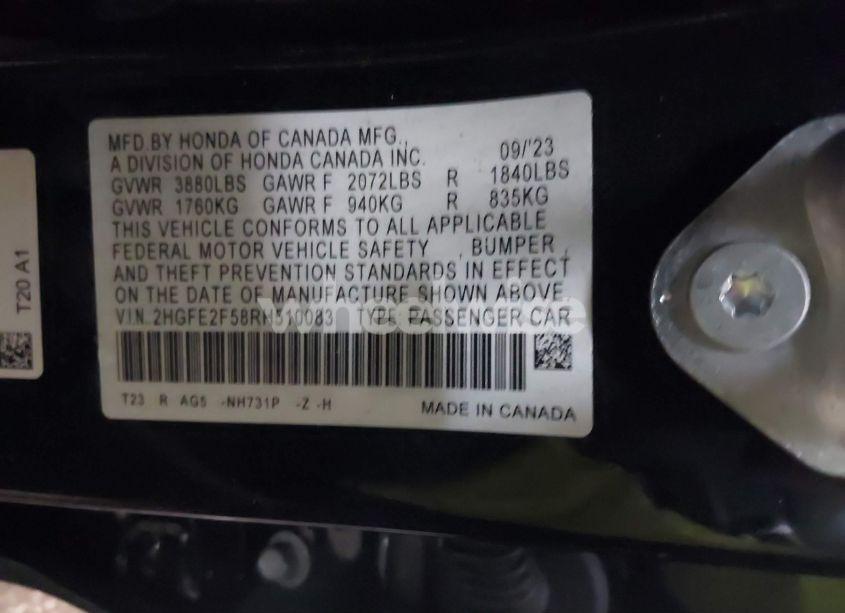 MFD. BY HONDA OF CANADA MFG.,
A DIVISION OF HONDA CANADA INC. 09/'23
GVWR 3880LBS GAWR F 2072LBS R 1840LBS
GVWR 1760KG GAWR F 940KG R 835KG
THIS VEHICLE CONFORMS TO ALL APPLICABLE
FEDERAL MOTOR VEHICLE SAFETY , BUMPER ,
AND THEFT PREVENTION STANDARDS IN EFFECT
ON THE DATE OF MANUFACTURE SHOWN ABOVE
V.I.N. 2HGFE2F58RH510083 TYPE PASSENGER CAR
T23 R AG5 -NH731P -Z -H MADE IN CANADA
T20 A1